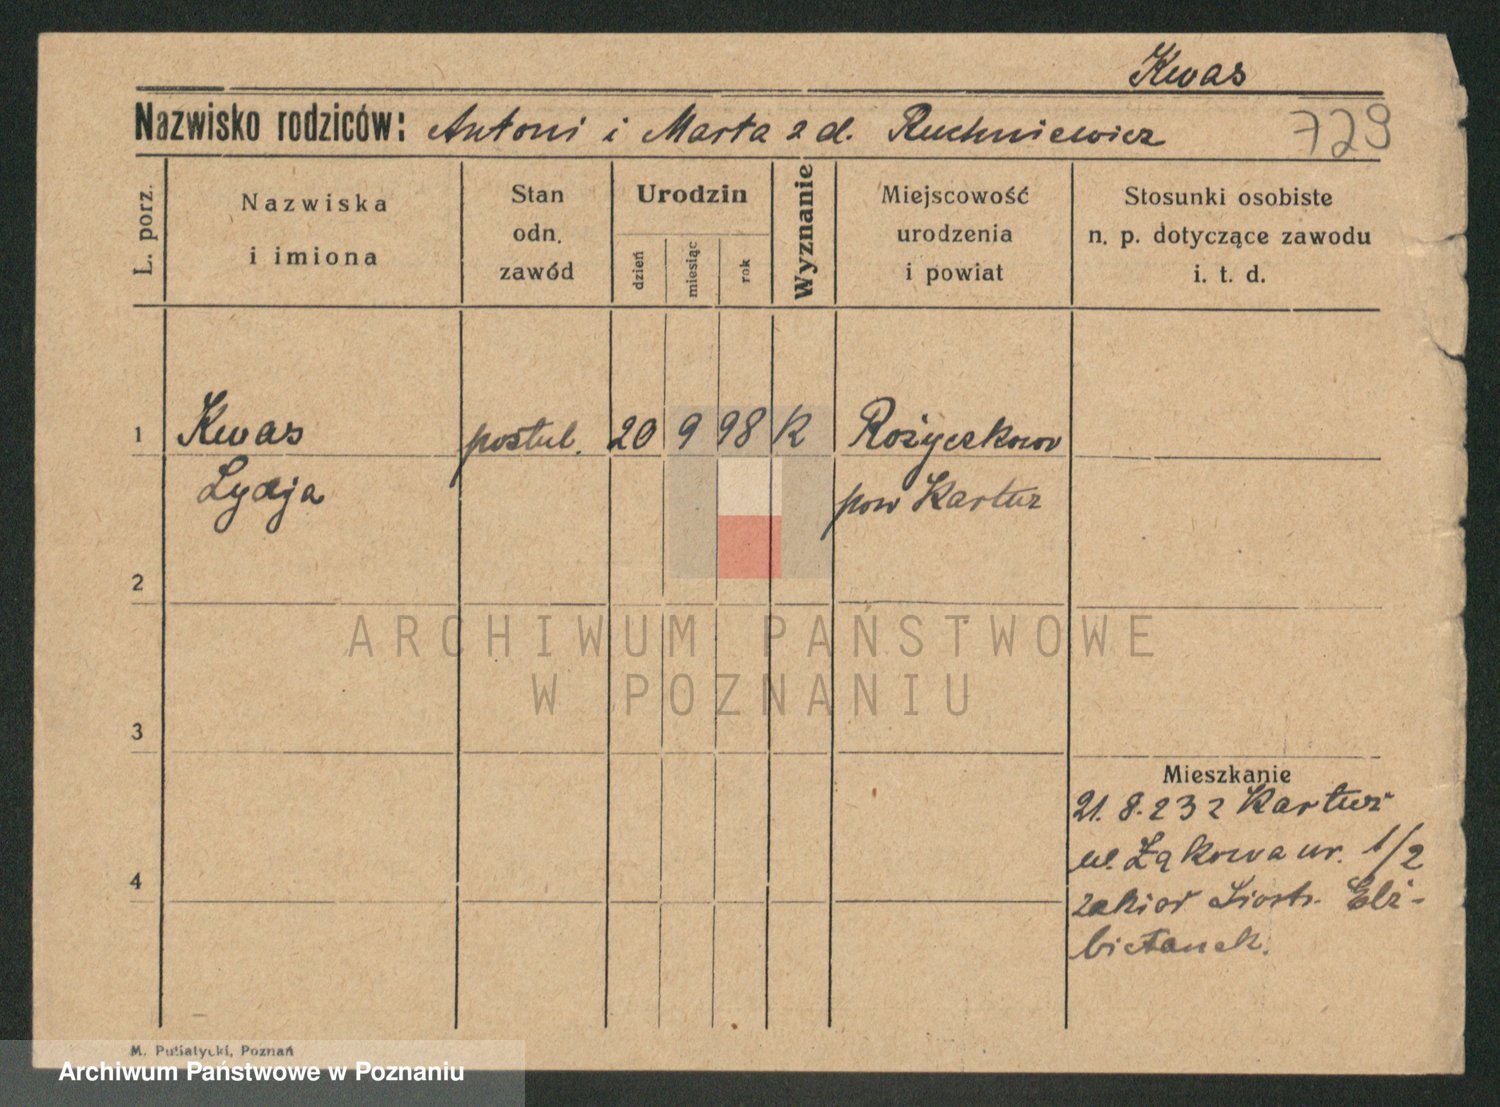 Kwas
Nazwisko rodziców: Antoni i Marta z d. Ruchniewicz
729
L. porz.
Nazwiska
i imiona
Stan
odn.
zawód
Urodzin
dzień
miesiąc
rok
Wyznanie
Miejscowość
urodzenia
i powiat
Stosunki osobiste
n. p. dotyczące zawodu
i. t. d.
1 Kwas postul. 20 9 98 K Rożyczkowo
Lydja pow Kartuz
2
ARCHIWUM PAŃSTWOWE
W POZNANIU
3
Mieszkanie
21. 8. 23 z Kartuz
ul. Łąkowa nr. 1/2
zakład Siostr. Elż-
bietanek.
4
M. Putiatycki, Poznań
Archiwum Państwowe w Poznaniu